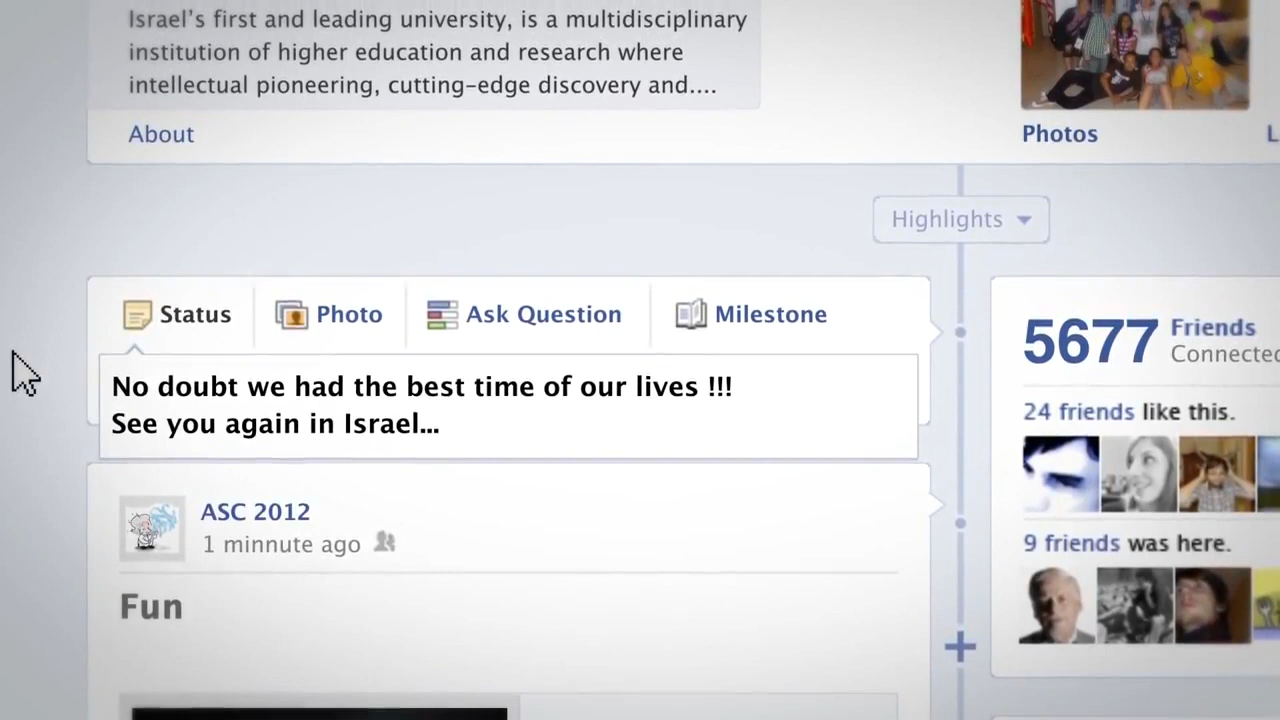 Israel's first and leading university, is a multidisciplinary
institution of higher education and research where
intellectual pioneering, cutting-edge discovery and....
About
Photos
L
Highlights
Status
Photo
Ask Question
Milestone
No doubt we had the best time of our lives !!!
See you again in Israel...
ASC 2012
1 minnute ago
Fun
5677 Friends
Connected
24 friends like this.
9 friends was here.